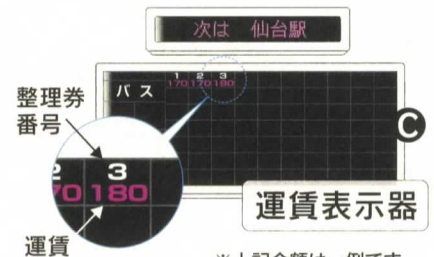 次は 仙台駅
1 2 3
バス 170 170 180
C
整理券
番号
2 3
70 180
運賃表示器
運賃
※上記金額は一例です